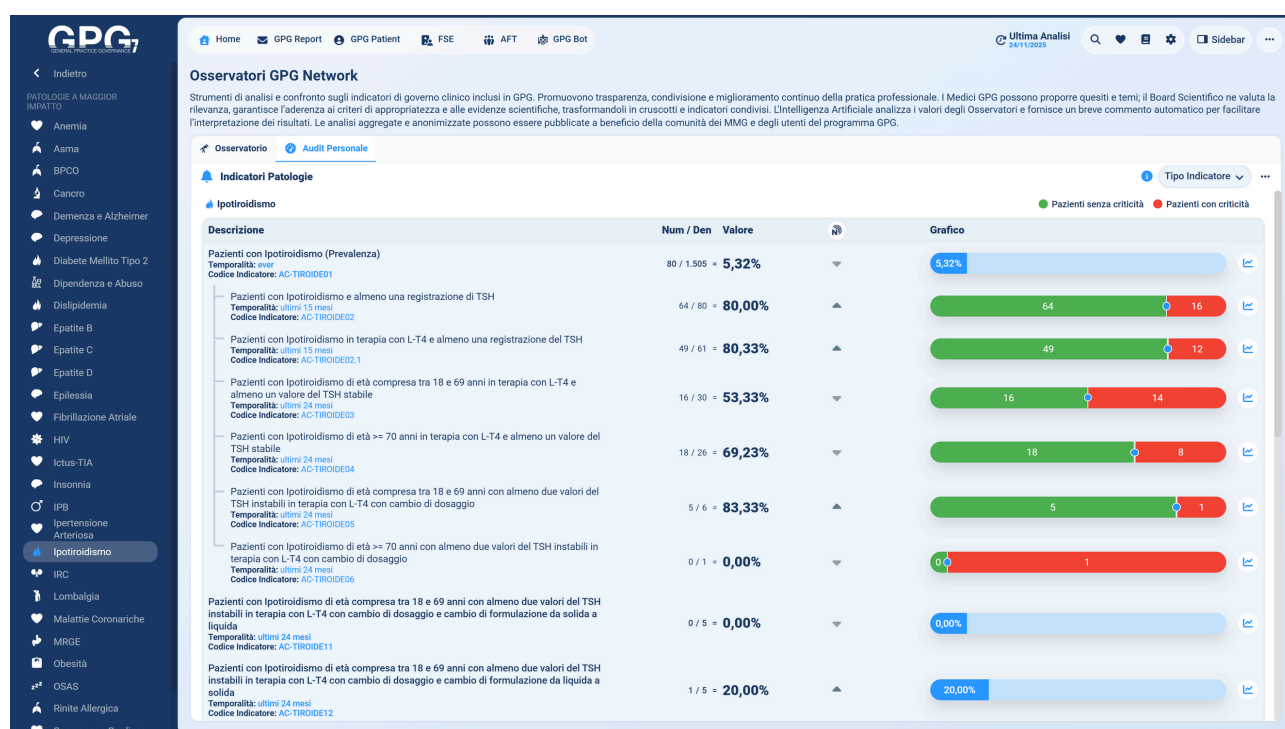 GPG7
GENERAL PRACTICE GOVERNANCE
Home
GPG Report
GPG Patient
FSE
AFT
GPG Bot
Ultima Analisi
24/11/2025
Sidebar
Indietro
PATOLOGIE A MAGGIOR
IMPATTO
Anemia
Asma
BPCO
Cancro
Demenza e Alzheimer
Depressione
Diabete Mellito Tipo 2
Dipendenza e Abuso
Dislipidemia
Epatite B
Epatite C
Epatite D
Epilessia
Fibrillazione Atriale
HIV
Ictus-TIA
Insonnia
IPB
Ipertensione
Arteriosa
Ipotiroidismo
IRC
Lombalgia
Malattie Coronariche
MRGE
Obesità
OSAS
Rinite Allergica
Osservatori GPG Network
Strumenti di analisi e confronto sugli indicatori di governo clinico inclusi in GPG. Promuovono trasparenza, condivisione e miglioramento continuo della pratica professionale. I Medici GPG possono proporre quesiti e temi; il Board Scientifico ne valuta la
rilevanza, garantisce l'aderenza ai criteri di appropriatezza e alle evidenze scientifiche, trasformandoli in cruscotti e indicatori condivisi. L'Intelligenza Artificiale analizza i valori degli Osservatori e fornisce un breve commento automatico per facilitare
l'interpretazione dei risultati. Le analisi aggregate e anonimizzate possono essere pubblicate a beneficio della comunità dei MMG e degli utenti del programma GPG.
Osservatorio
Audit Personale
Indicatori Patologie
Tipo Indicatore
Ipotiroidismo
Pazienti senza criticità
Pazienti con criticità
Descrizione
Num / Den
Valore
N
Grafico
Pazienti con Ipotiroidismo (Prevalenza)
Temporalità: ever
Codice Indicatore: AC-TIROIDE01
80 / 1.505 = 5,32%
5,32%
Pazienti con Ipotiroidismo e almeno una registrazione di TSH
Temporalità: ultimi 15 mesi
Codice Indicatore: AC-TIROIDE02
64 / 80 = 80,00%
64
16
Pazienti con Ipotiroidismo in terapia con L-T4 e almeno una registrazione del TSH
Temporalità: ultimi 15 mesi
Codice Indicatore: AC-TIROIDE02.1
49 / 61 = 80,33%
49
12
Pazienti con Ipotiroidismo di età compresa tra 18 e 69 anni in terapia con L-T4 e
almeno un valore del TSH stabile
Temporalità: ultimi 24 mesi
Codice Indicatore: AC-TIROIDE03
16 / 30 = 53,33%
16
14
Pazienti con Ipotiroidismo di età >= 70 anni in terapia con L-T4 e almeno un valore del
TSH stabile
Temporalità: ultimi 24 mesi
Codice Indicatore: AC-TIROIDE04
18 / 26 = 69,23%
18
8
Pazienti con Ipotiroidismo di età compresa tra 18 e 69 anni con almeno due valori del
TSH instabili in terapia con L-T4 con cambio di dosaggio
Temporalità: ultimi 24 mesi
Codice Indicatore: AC-TIROIDE05
5 / 6 = 83,33%
5
1
Pazienti con Ipotiroidismo di età >= 70 anni con almeno due valori del TSH instabili in
terapia con L-T4 con cambio di dosaggio
Temporalità: ultimi 24 mesi
Codice Indicatore: AC-TIROIDE06
0 / 1 = 0,00%
0
1
Pazienti con Ipotiroidismo di età compresa tra 18 e 69 anni con almeno due valori del TSH
instabili in terapia con L-T4 con cambio di dosaggio e cambio di formulazione da solida a
liquida
Temporalità: ultimi 24 mesi
Codice Indicatore: AC-TIROIDE11
0 / 5 = 0,00%
0,00%
Pazienti con Ipotiroidismo di età compresa tra 18 e 69 anni con almeno due valori del TSH
instabili in terapia con L-T4 con cambio di dosaggio e cambio di formulazione da liquida a
solida
Temporalità: ultimi 24 mesi
Codice Indicatore: AC-TIROIDE12
1 / 5 = 20,00%
20,00%